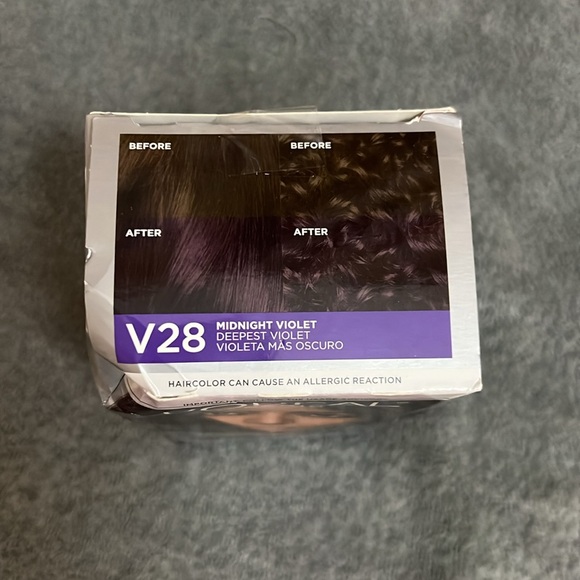 BEFORE
BEFORE
AFTER
AFTER
V28
MIDNIGHT VIOLET
DEEPEST VIOLET
VIOLETA MÁS OSCURO
HAIRCOLOR CAN CAUSE AN ALLERGIC REACTION